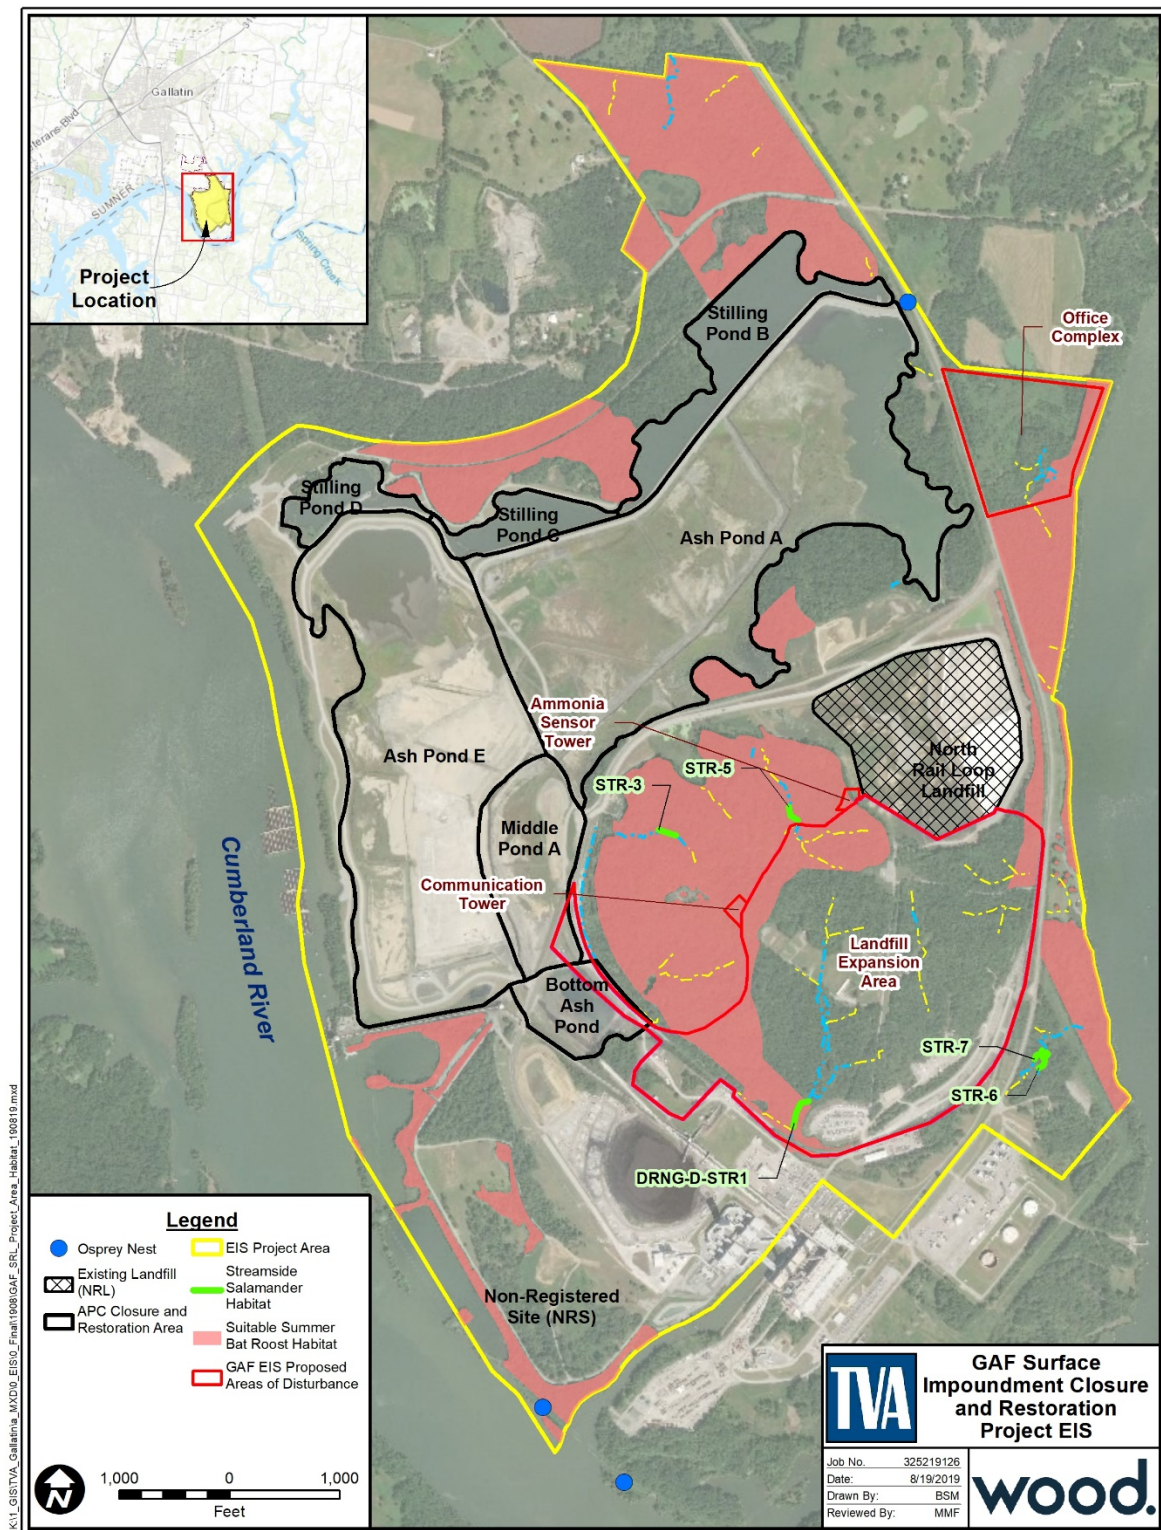 Gallatin
Veterans-Blvd
SUMNER
Spring Creek
Project
Location
Stilling
Pond B
Office
Complex
Stilling
Pond D
Stilling
Pond C
Ash Pond A
Ammonia
Sensor
Tower
STR-5
North
Rail Loop
Landfill
Ash Pond E
STR-3
Middle
Pond A
Communication
Tower
Cumberland River
Landfill
Expansion
Area
Bottom
Ash
Pond
STR-7
STR-6
DRNG-D-STR1
Non-Registered
Site (NRS)
Legend
Osprey Nest
Existing Landfill
(NRL)
APC Closure and
Restoration Area
EIS Project Area
Streamside
Salamander
Habitat
Suitable Summer
Bat Roost Habitat
GAF EIS Proposed
Areas of Disturbance
N
1,000 0 1,000
Feet
TVA
GAF Surface
Impoundment Closure
and Restoration
Project EIS
Job No. 325219126
Date: 8/19/2019
Drawn By: BSM
Reviewed By: MMF
wood.